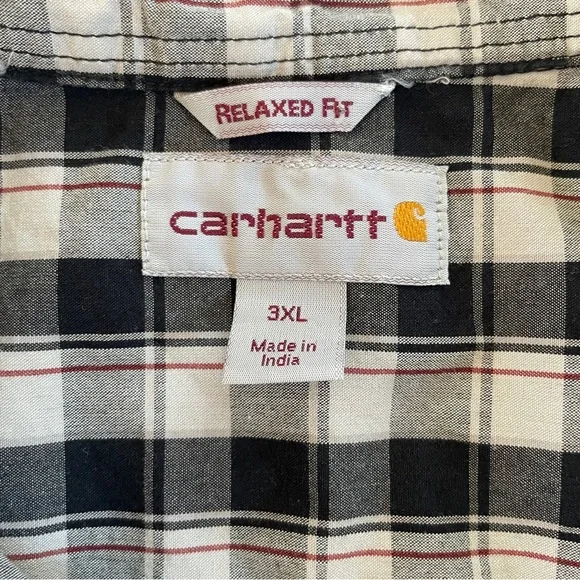 RELAXED FIT
carhartt
3XL
Made in
India